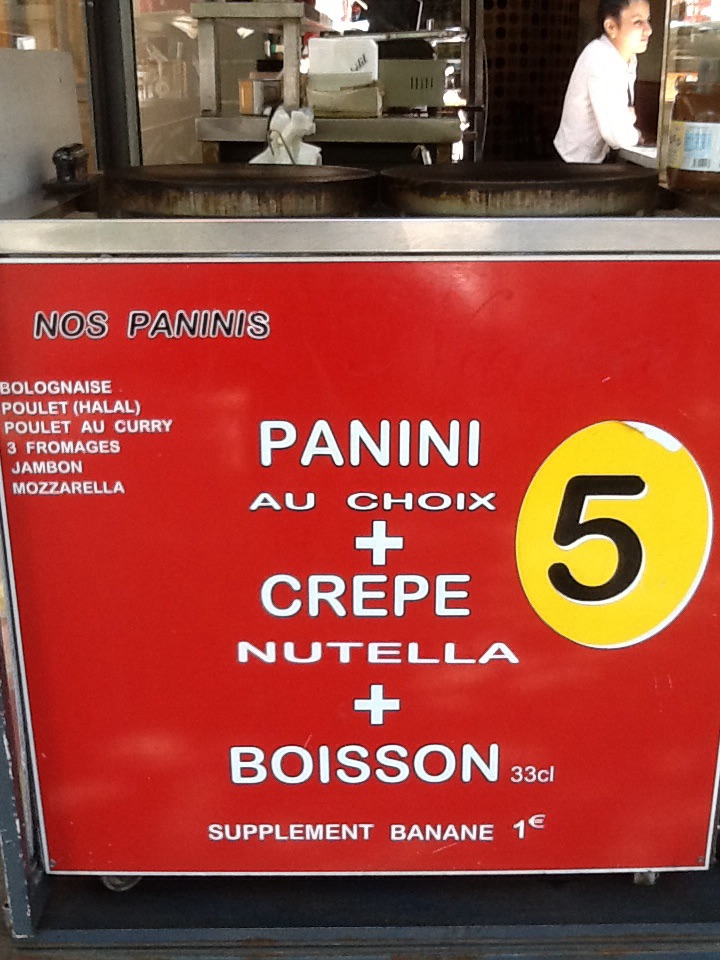 NOS PANINIS
BOLOGNAISE
POULET (HALAL)
POULET AU CURRY
3 FROMAGES
JAMBON
MOZZARELLA
PANINI
AU CHOIX
+
CREPE
NUTELLA
+
BOISSON 33cl
5
SUPPLEMENT BANANE 1€